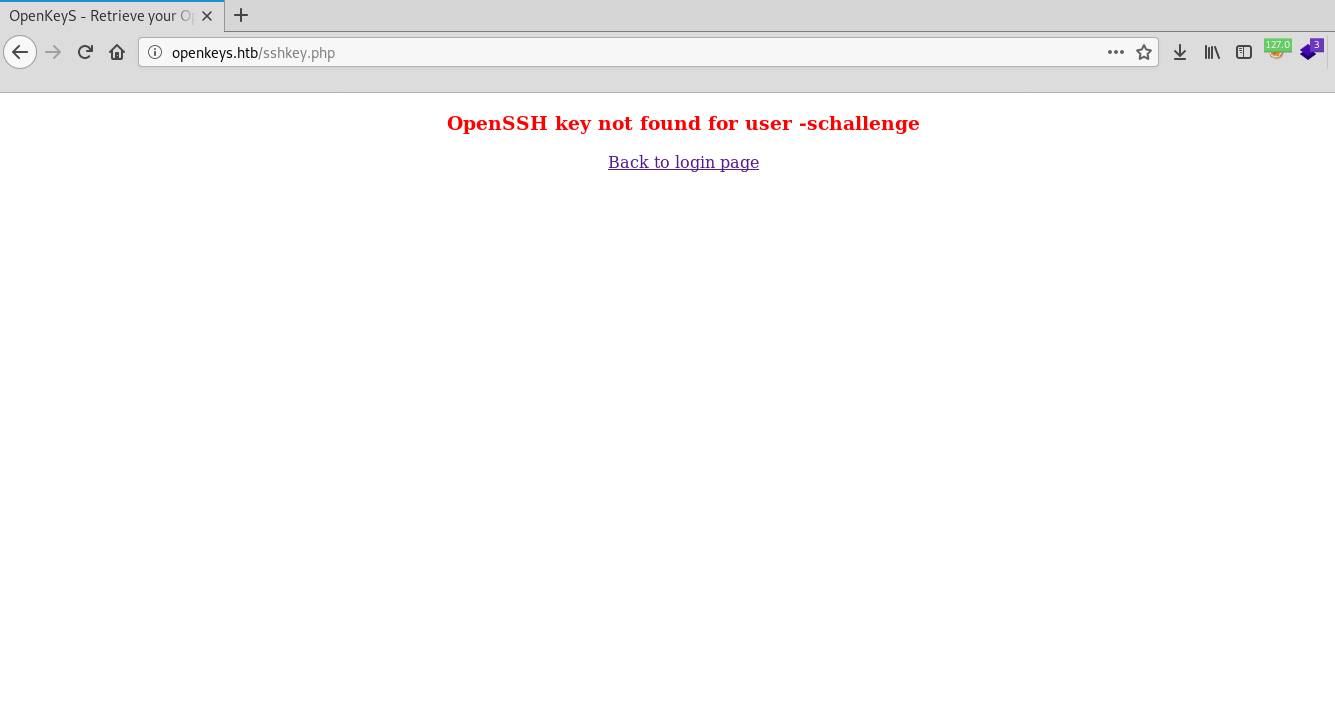 OpenKeyS - Retrieve your Op
openkeys.htb/sshkey.php
127.0
3
OpenSSH key not found for user -schallenge
Back to login page